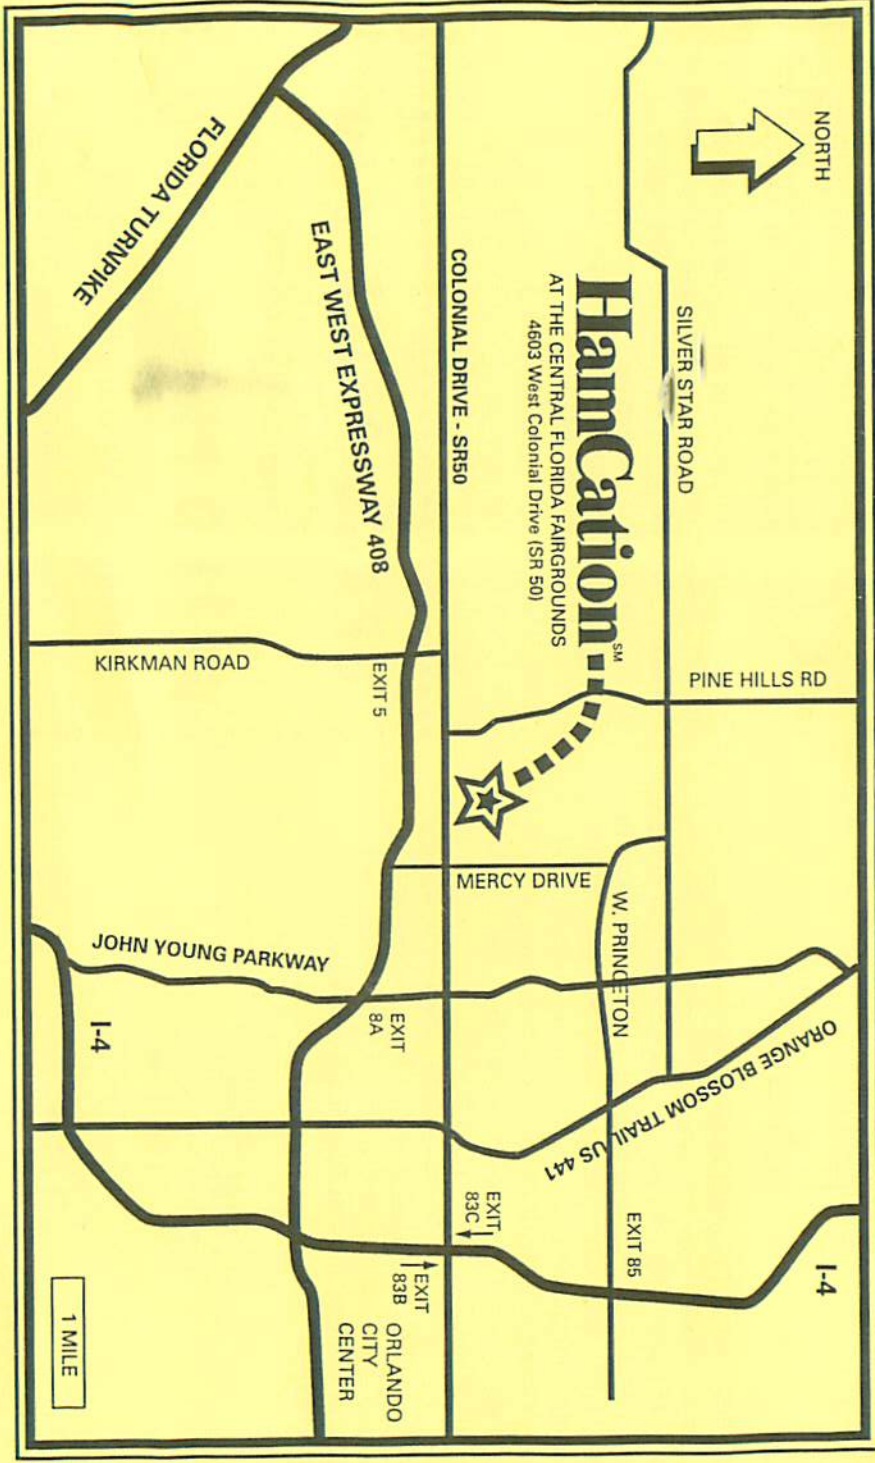 NORTH
SILVER STAR ROAD
HamCation SM
AT THE CENTRAL FLORIDA FAIRGROUNDS
4603 West Colonial Drive (SR 50)
COLONIAL DRIVE - SR50
EAST WEST EXPRESSWAY 408
FLORIDA TURNPIKE
PINE HILLS RD
KIRKMAN ROAD
EXIT 5
MERCY DRIVE
W. PRINCETON
JOHN YOUNG PARKWAY
EXIT
8A
I-4
ORANGE BLOSSOM TRAIL US 441
EXIT
83C
EXIT 85
I-4
EXIT
83B
ORLANDO
CITY
CENTER
1 MILE